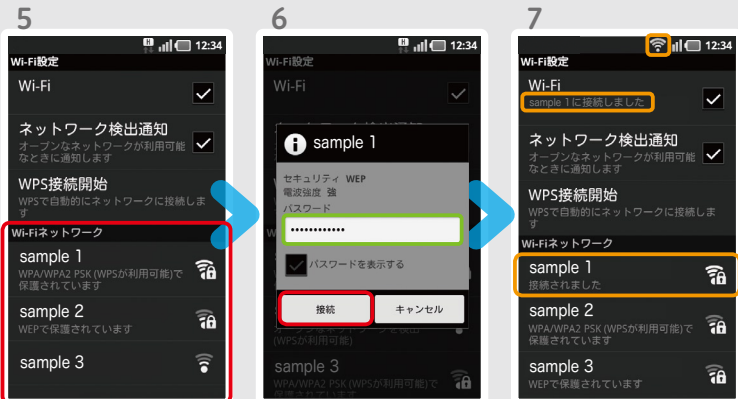 5
H 12:34
Wi-Fi設定
Wi-Fi
ネットワーク検出通知
オープンなネットワークが利用可能
なときに通知します
WPS接続開始
WPSで自動的にネットワークに接続しま
す
Wi-Fiネットワーク
sample 1
WPA/WPA2 PSK (WPSが利用可能)で
保護されています
sample 2
WEPで保護されています
sample 3
6
H 12:34
Wi-Fi設定
Wi-Fi
sample 1
セキュリティ WEP
電波強度 強
パスワード
••••••••••••
パスワードを表示する
接続
キャンセル
(WPSが利用可能)
sample 3
WPA/WPA2 PSK (WPSが利用可能)で
保護されています
7
12:34
Wi-Fi設定
Wi-Fi
sample 1に接続しました
ネットワーク検出通知
オープンなネットワークが利用可能
なときに通知します
WPS接続開始
WPSで自動的にネットワークに接続しま
す
Wi-Fiネットワーク
sample 1
接続されました
sample 2
WPA/WPA2 PSK (WPSが利用可能)で
保護されています
sample 3
WEPで保護されています